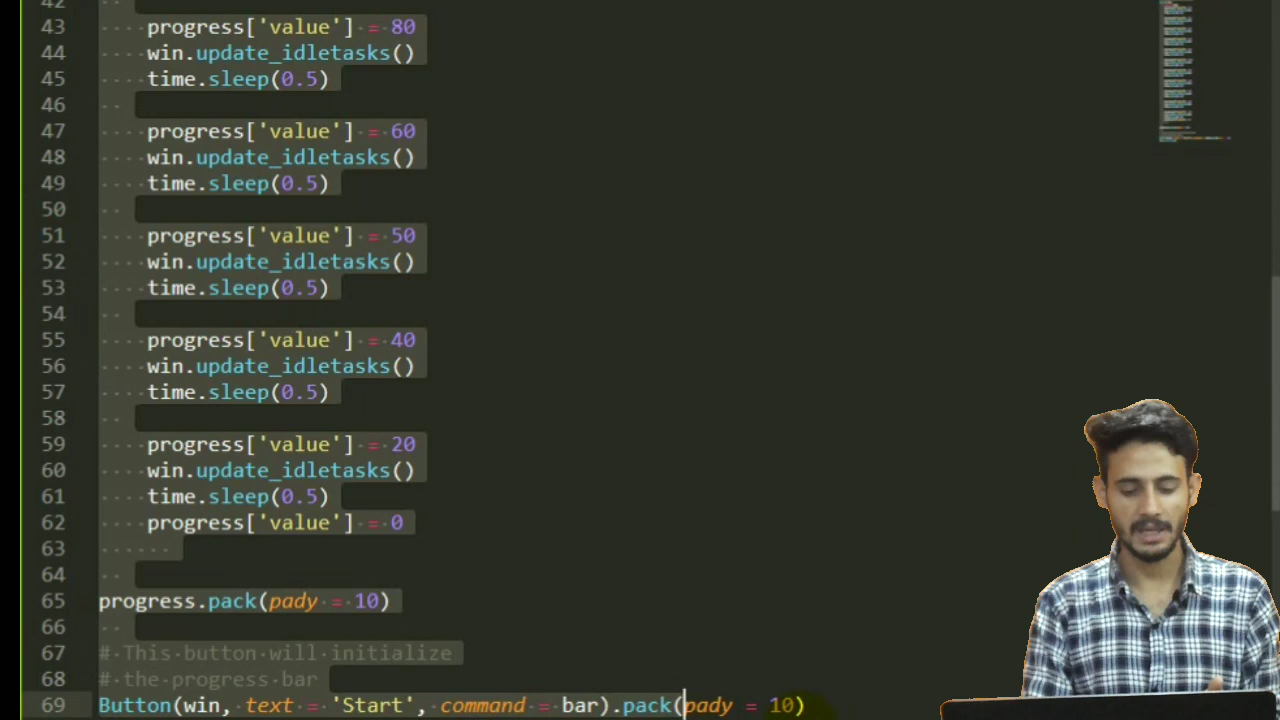 42
43 progress['value'] = 80
44 win.update_idletasks()
45 time.sleep(0.5)
46
47 progress['value'] = 60
48 win.update_idletasks()
49 time.sleep(0.5)
50
51 progress['value'] = 50
52 win.update_idletasks()
53 time.sleep(0.5)
54
55 progress['value'] = 40
56 win.update_idletasks()
57 time.sleep(0.5)
58
59 progress['value'] = 20
60 win.update_idletasks()
61 time.sleep(0.5)
62 progress['value'] = 0
63
64
65 progress.pack(pady = 10)
66
67 # This button will initialize
68 # the progress bar
69 Button(win, text = 'Start', command = bar).pack(pady = 10)